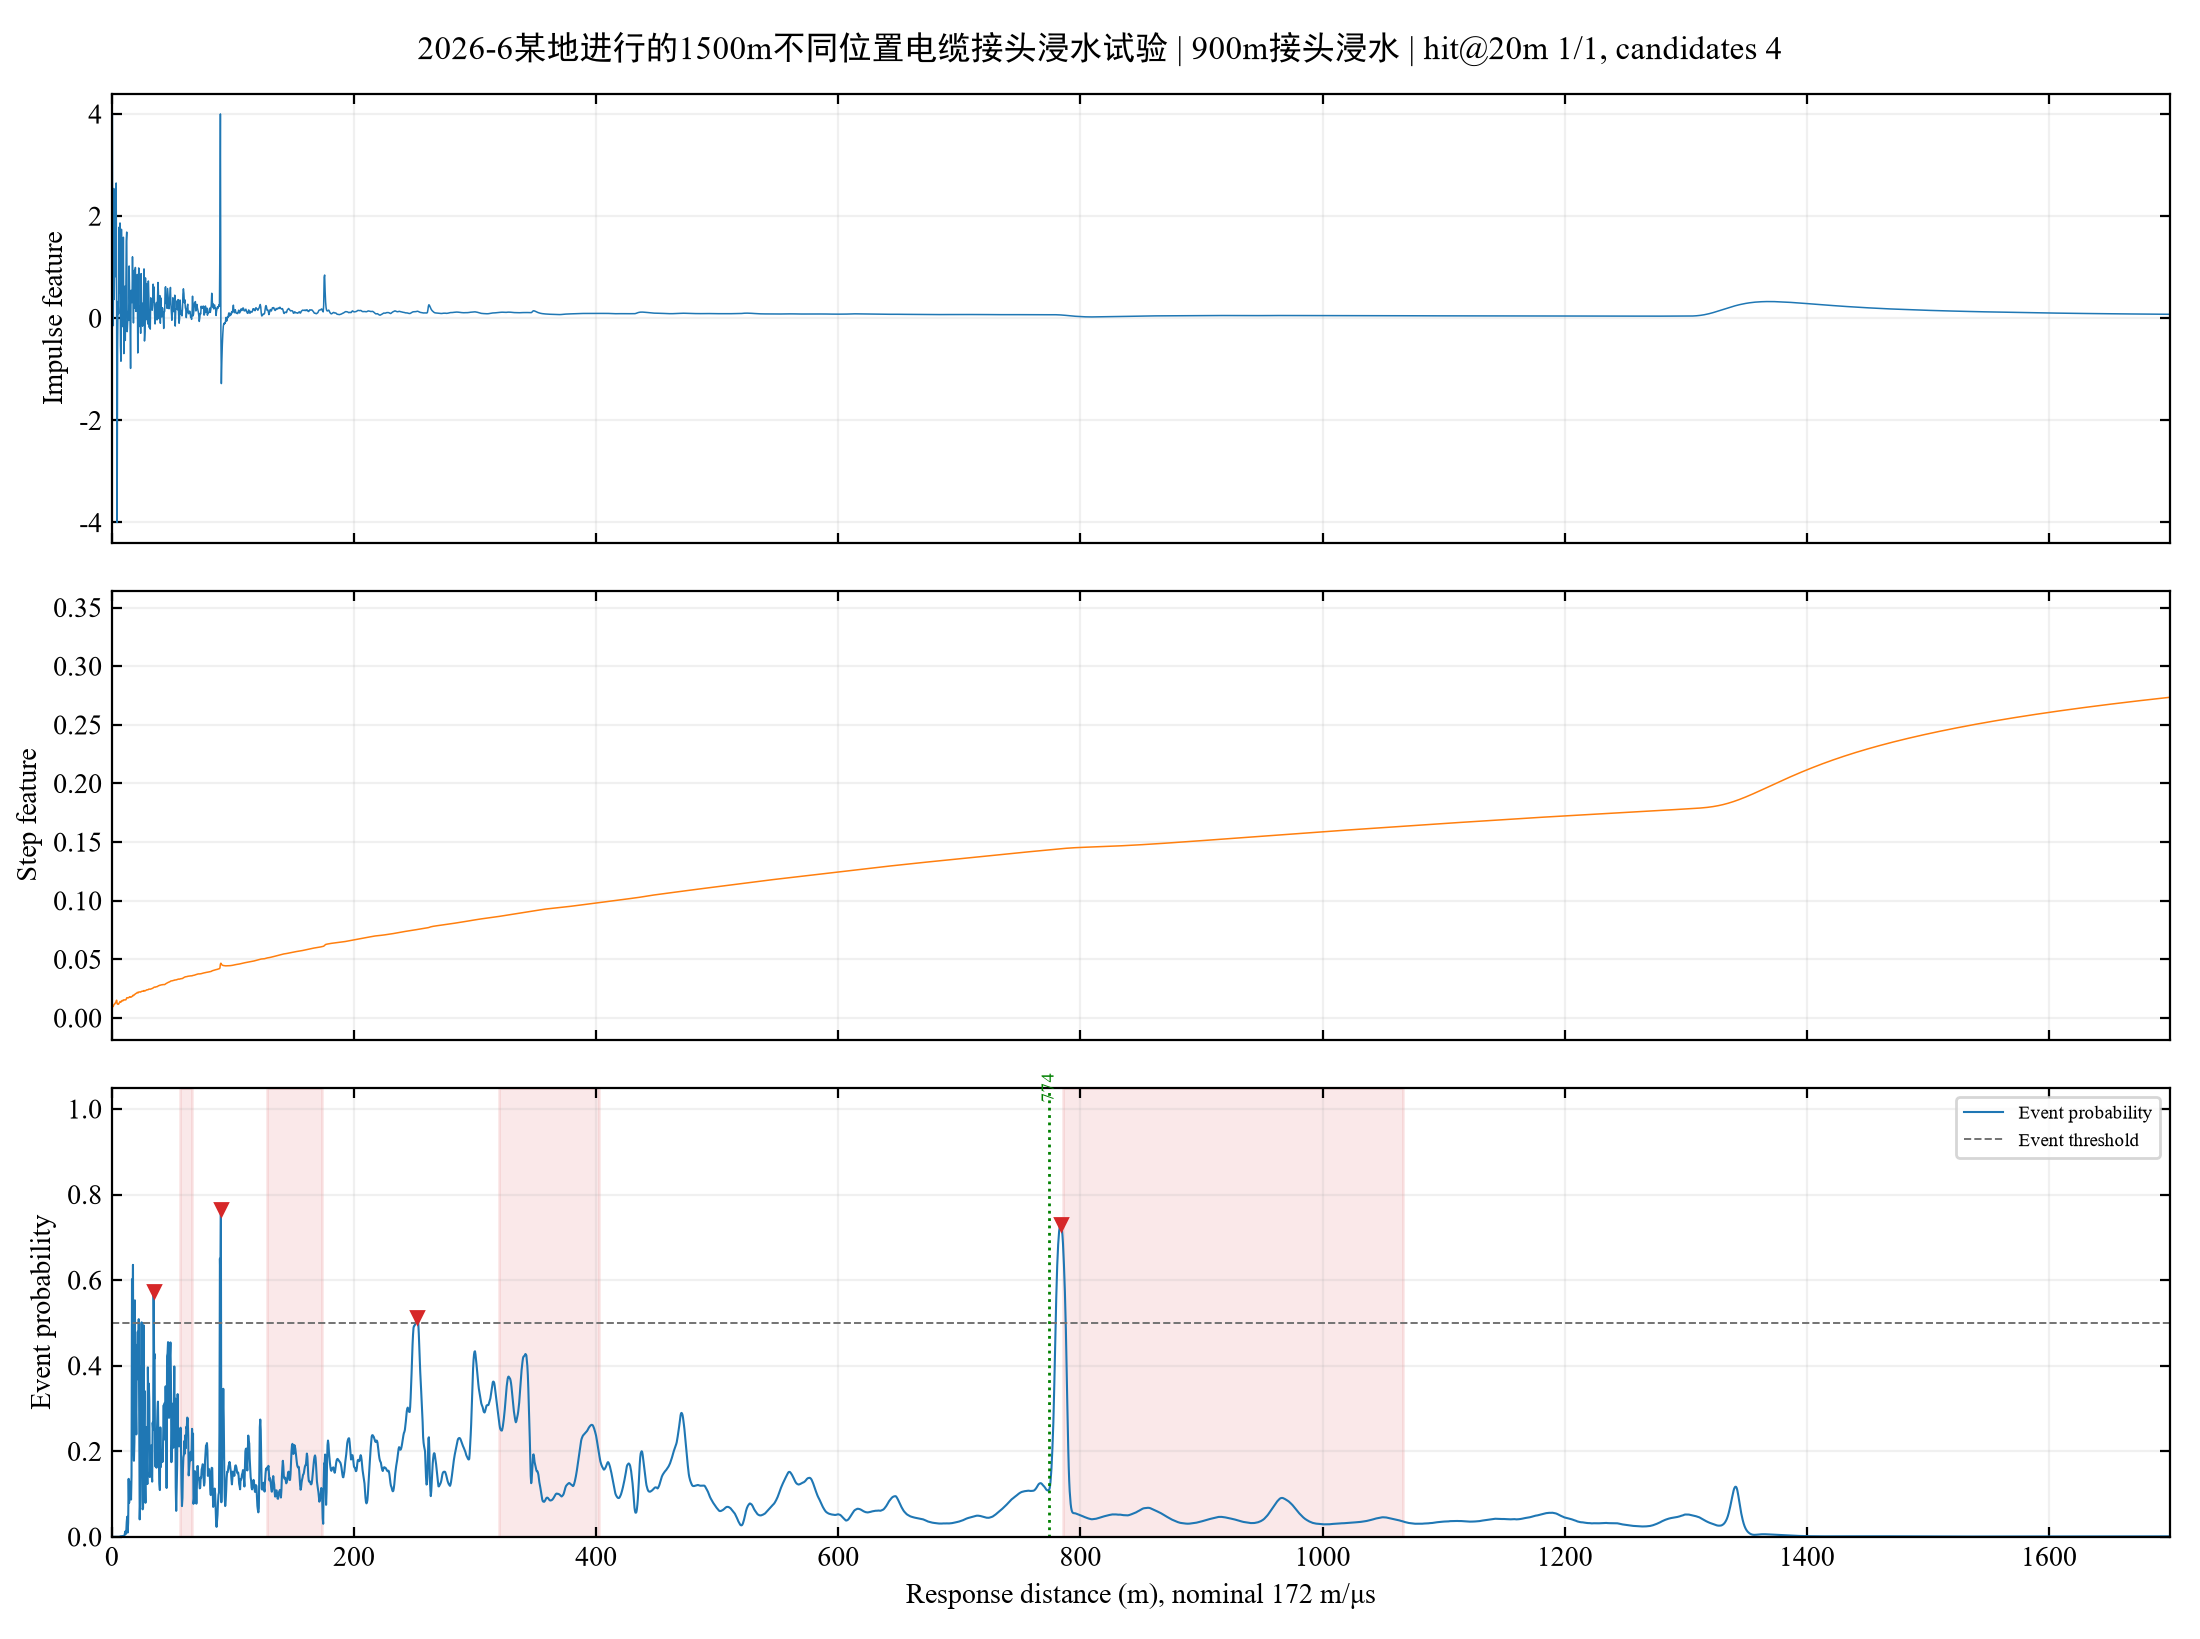 2026-6某地进行的1500m不同位置电缆接头浸水试验 | 900m接头浸水 | hit@20m 1/1, candidates 4
4
2
0
-2
-4
Impulse feature
0.35
0.30
0.25
0.20
0.15
0.10
0.05
0.00
Step feature
774
1.0
0.8
0.6
0.4
0.2
0.0
Event probability
Event probability
Event threshold
0 200 400 600 800 1000 1200 1400 1600
Response distance (m), nominal 172 m/μs